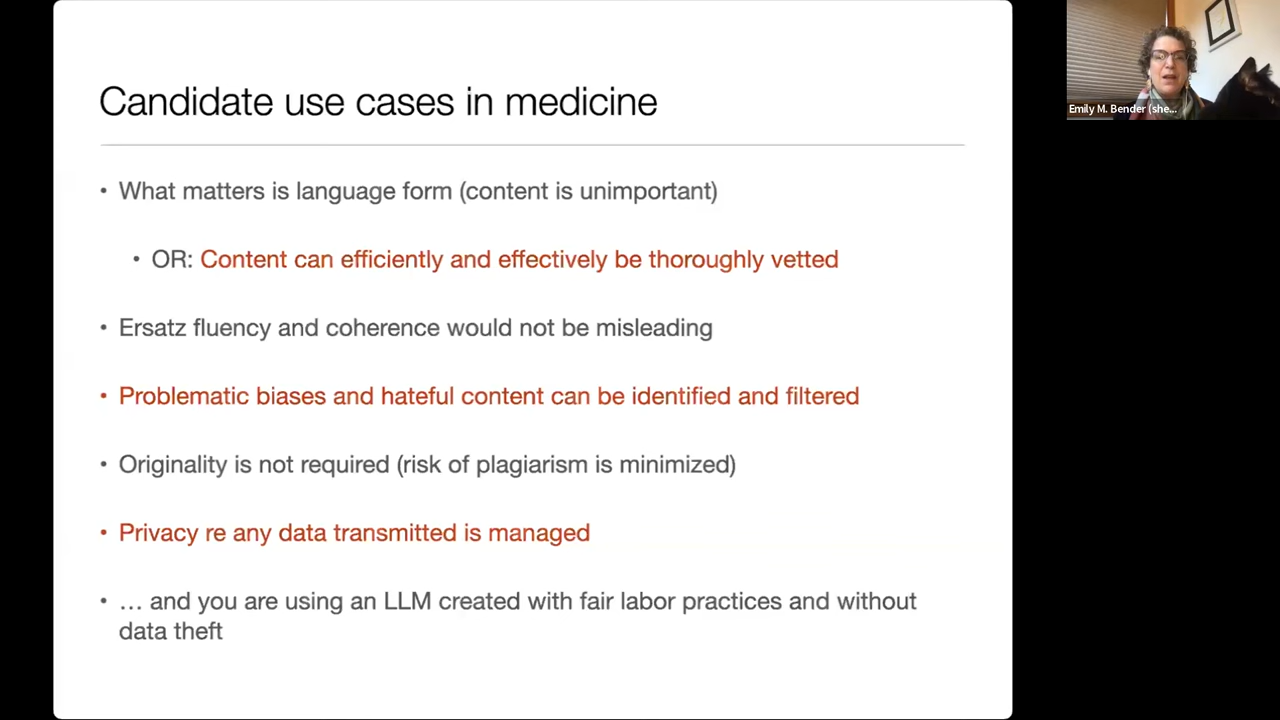 Candidate use cases in medicine
• What matters is language form (content is unimportant)
• OR: Content can efficiently and effectively be thoroughly vetted
• Ersatz fluency and coherence would not be misleading
• Problematic biases and hateful content can be identified and filtered
• Originality is not required (risk of plagiarism is minimized)
• Privacy re any data transmitted is managed
• … and you are using an LLM created with fair labor practices and without
data theft
Emily M. Bender (she...